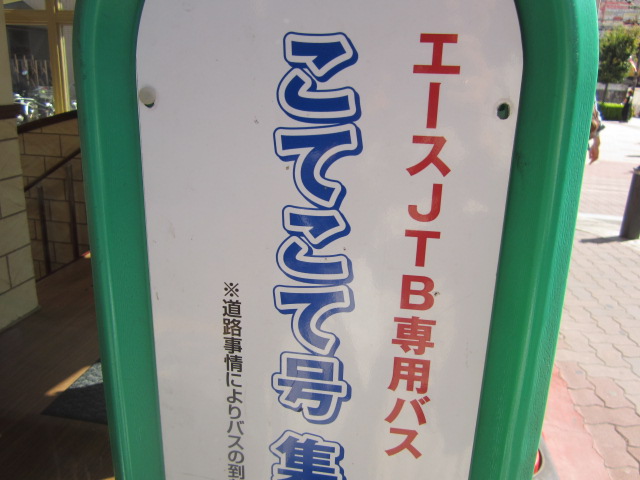 エースJTB専用バス
こてこて号 集
※道路事情によりバスの到